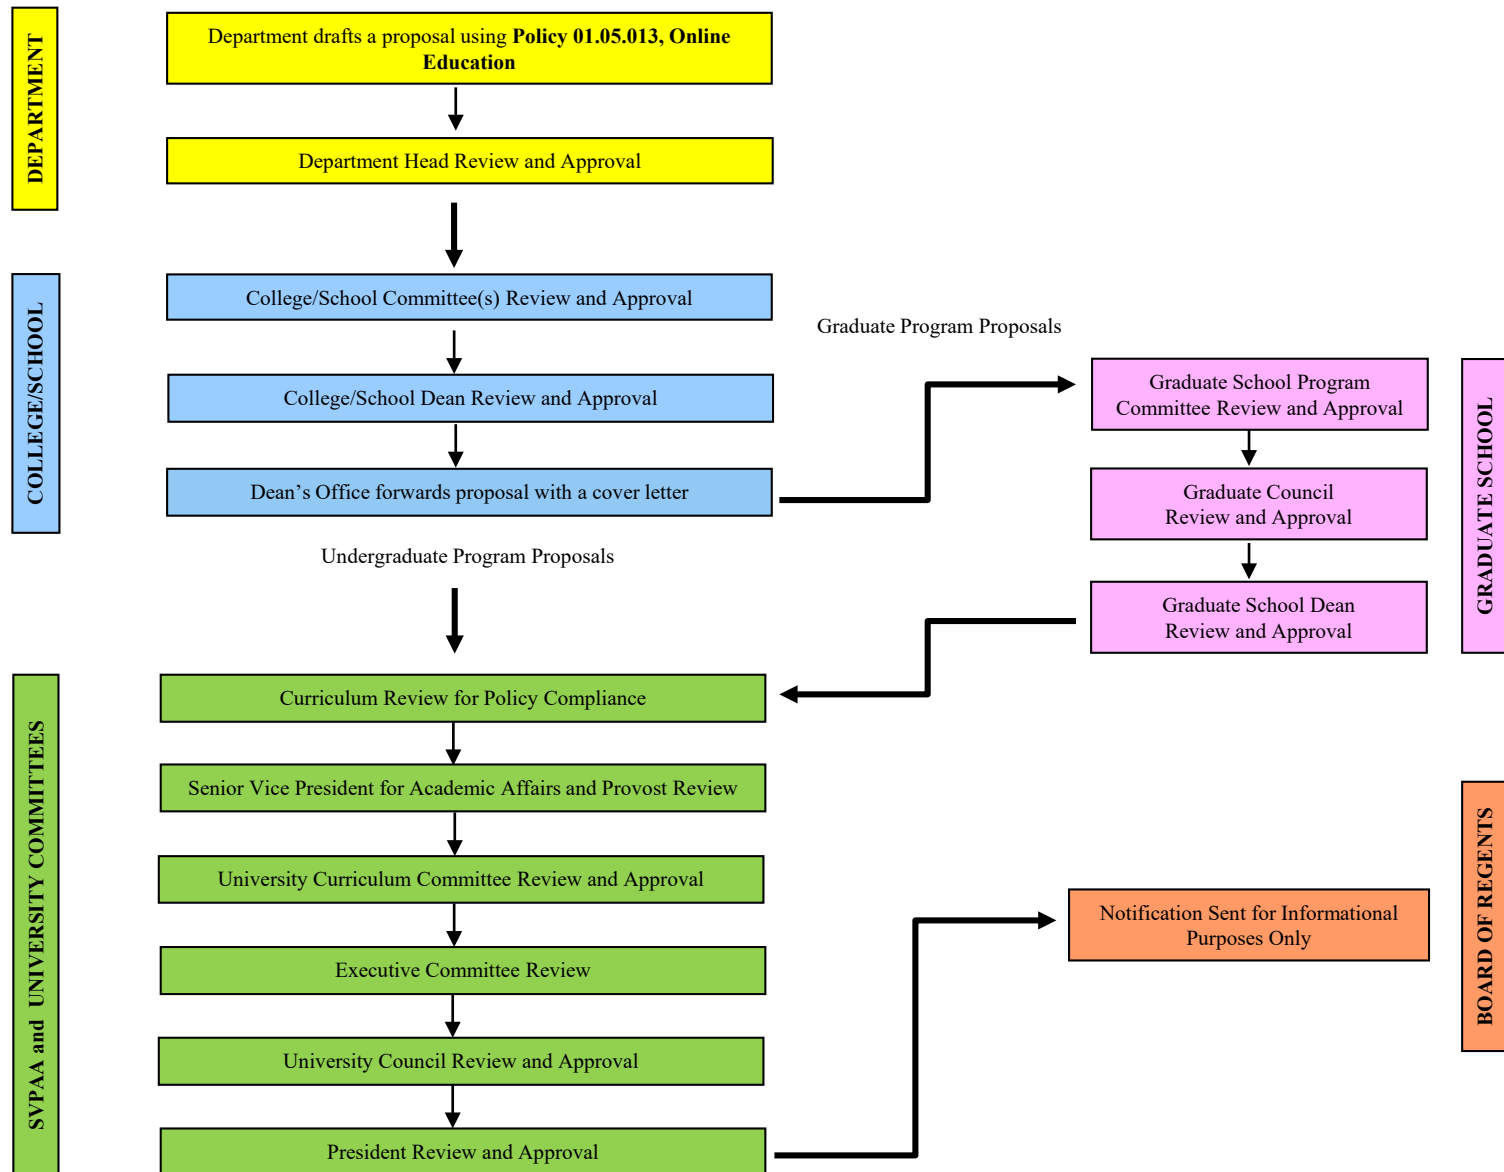 DEPARTMENT
Department drafts a proposal using Policy 01.05.013, Online
Education
Department Head Review and Approval
COLLEGE/SCHOOL
College/School Committee(s) Review and Approval
College/School Dean Review and Approval
Dean’s Office forwards proposal with a cover letter
Graduate Program Proposals
GRADUATE SCHOOL
Graduate School Program
Committee Review and Approval
Graduate Council
Review and Approval
Graduate School Dean
Review and Approval
Undergraduate Program Proposals
SVPAA and UNIVERSITY COMMITTEES
Curriculum Review for Policy Compliance
Senior Vice President for Academic Affairs and Provost Review
University Curriculum Committee Review and Approval
Executive Committee Review
University Council Review and Approval
President Review and Approval
BOARD OF REGENTS
Notification Sent for Informational
Purposes Only